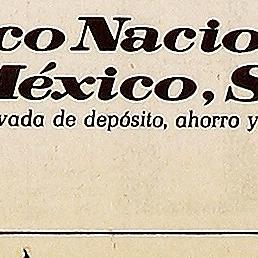 co Nacio
México, S
vada de depósito, ahorro y